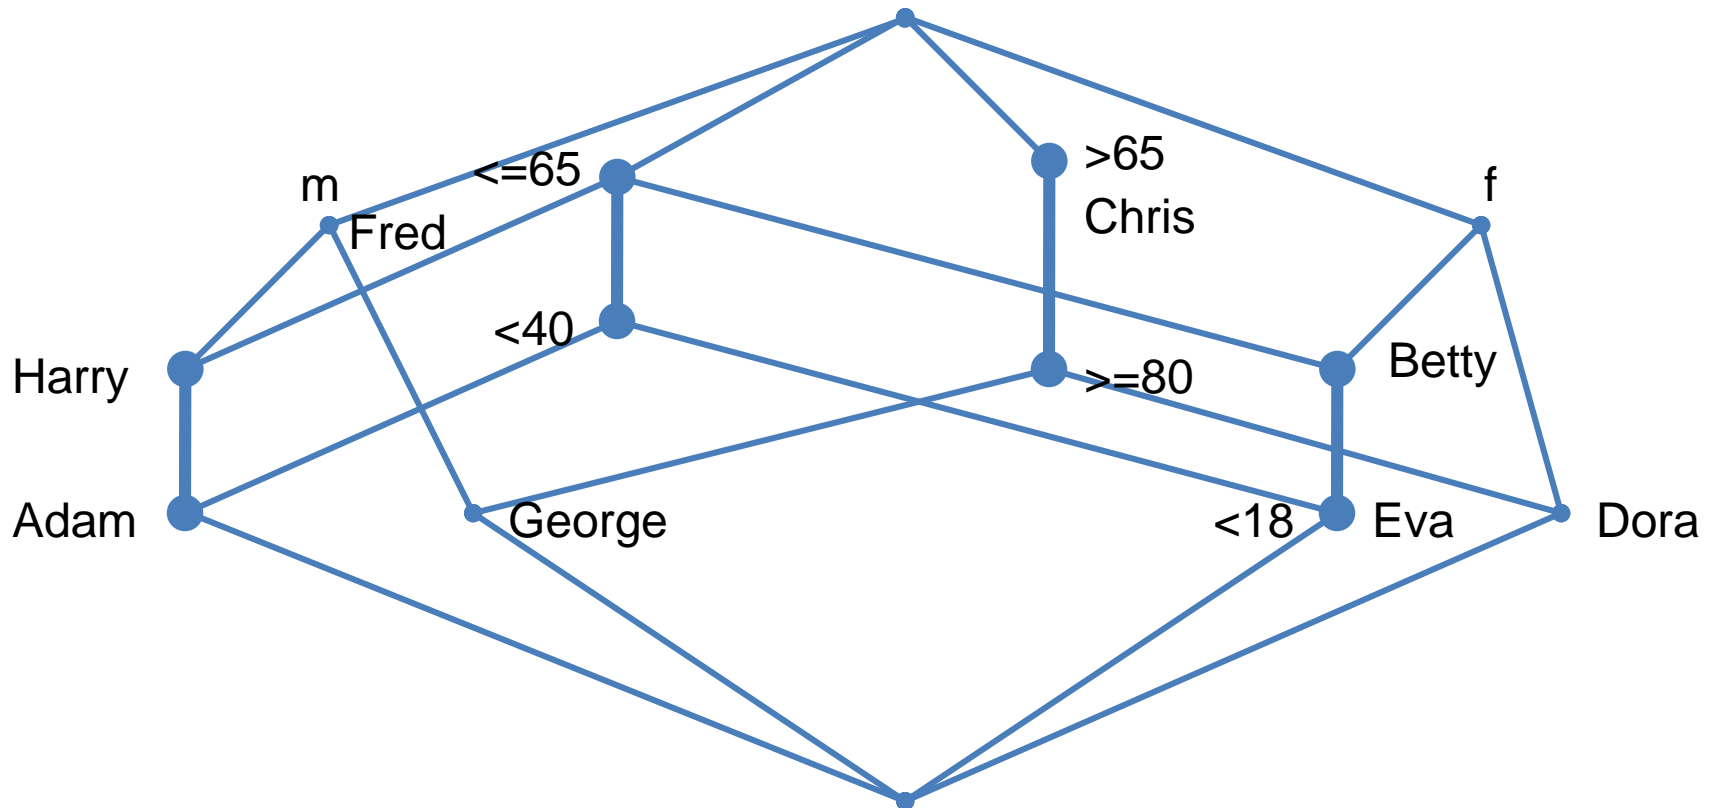 >65
<=65
m
f
Chris
Fred
<40
Betty
Harry
>=80
Adam
George
<18
Eva
Dora